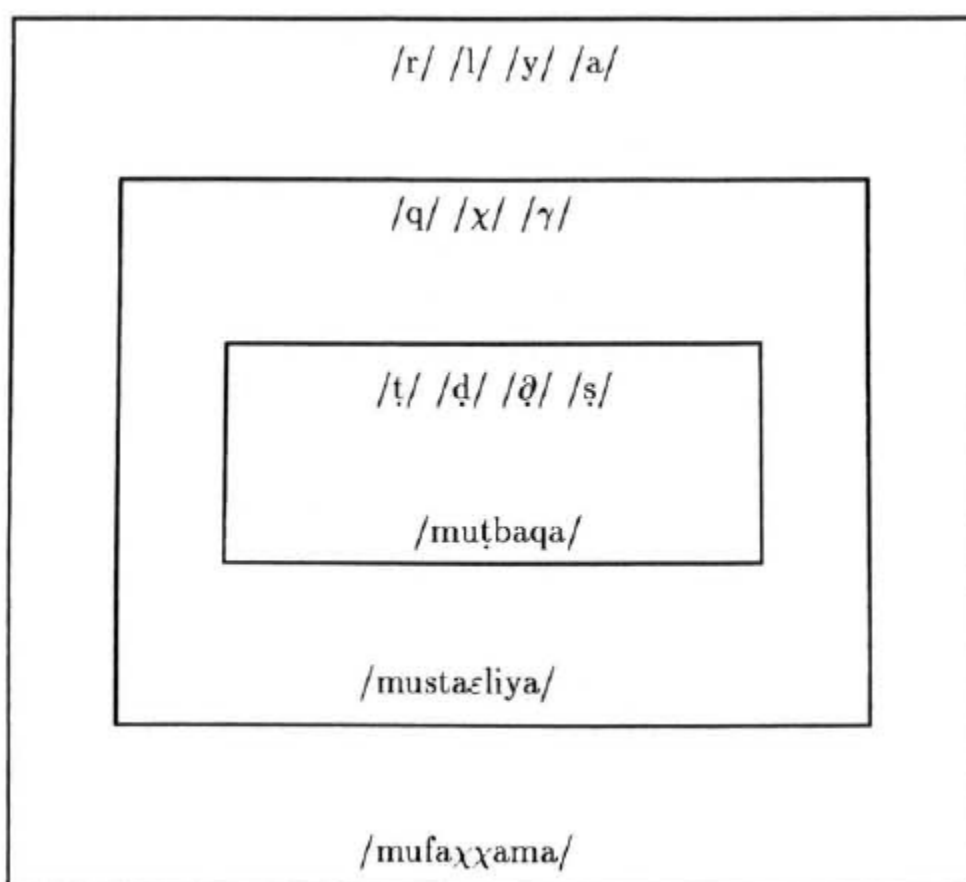 /r/ /l/ /y/ /a/
/q/ /χ/ /γ/
/ṭ/ /ḍ/ /∂̣/ /ṣ/
/muṭbaqa/
/mustaεliya/
/mufaχχama/